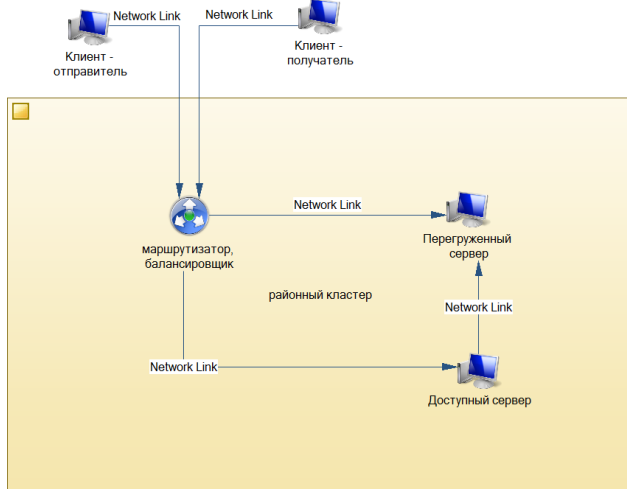 Network Link
Network Link
Клиент -
отправитель
Клиент -
получатель
Network Link
маршрутизатор,
балансировщик
Перегруженный
сервер
районный кластер
Network Link
Network Link
Доступный сервер